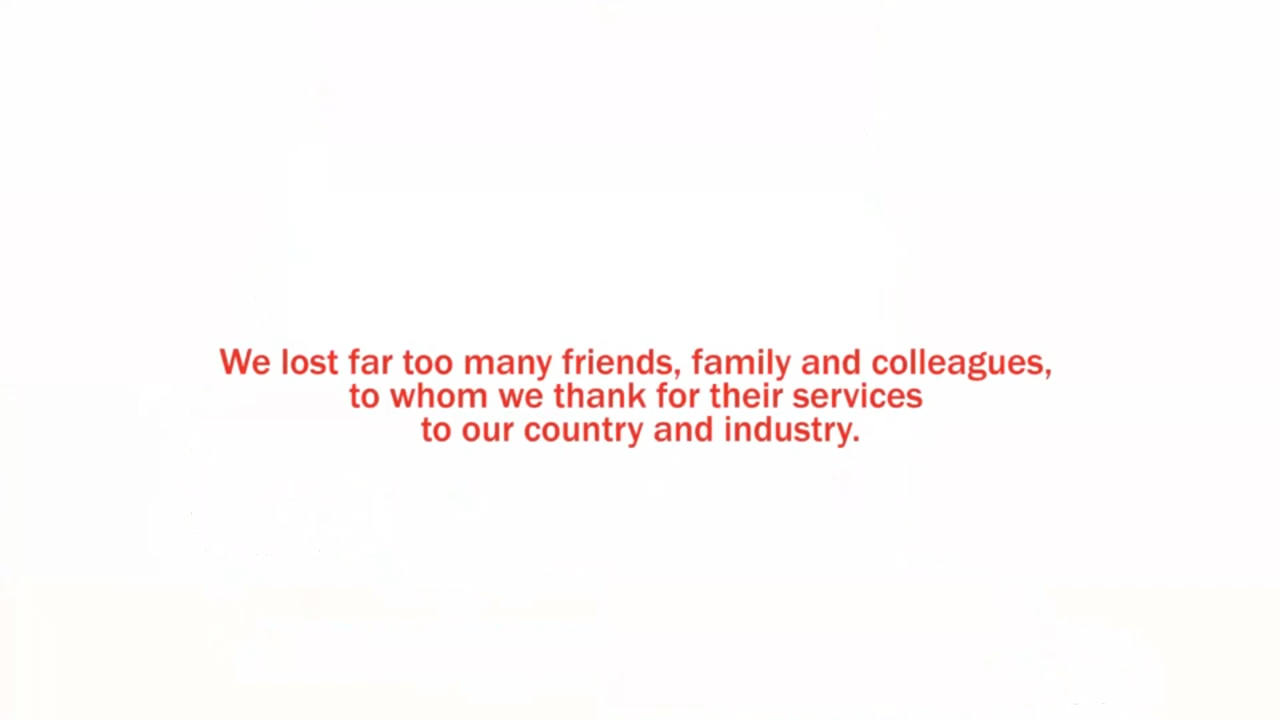 We lost far too many friends, family and colleagues,
to whom we thank for their services
to our country and industry.